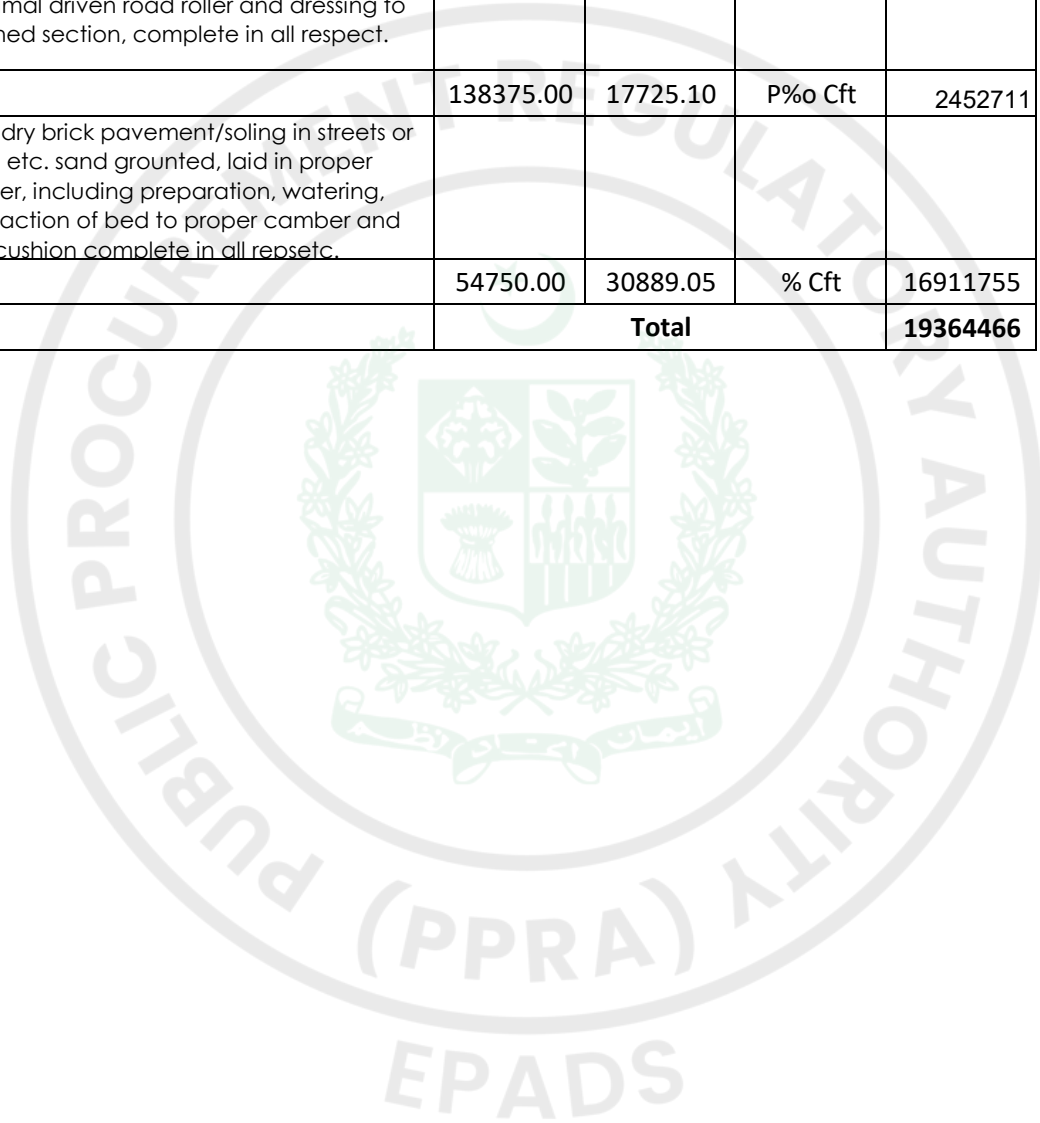 mal driven road roller and dressing to
ned section, complete in all respect.
138375.00 17725.10 P%o Cft 2452711
dry brick pavement/soling in streets or
etc. sand grounted, laid in proper
er, including preparation, watering,
action of bed to proper camber and
cushion complete in all repsetc.
54750.00 30889.05 % Cft 16911755
Total 19364466
PUBLIC PROCUREMENT REGULATORY AUTHORITY
(PPRA)
EPADS